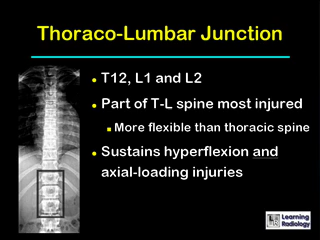 Thoraco-Lumbar Junction
T12, L1 and L2
Part of T-L spine most injured
More flexible than thoracic spine
Sustains hyperflexion and
axial-loading injuries
Learning
Radiology